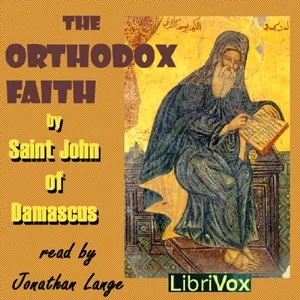 THE
ORTHODOX
FAITH
by
Saint John
of
Damascus
read by
Jonathan Lange
LibriVox